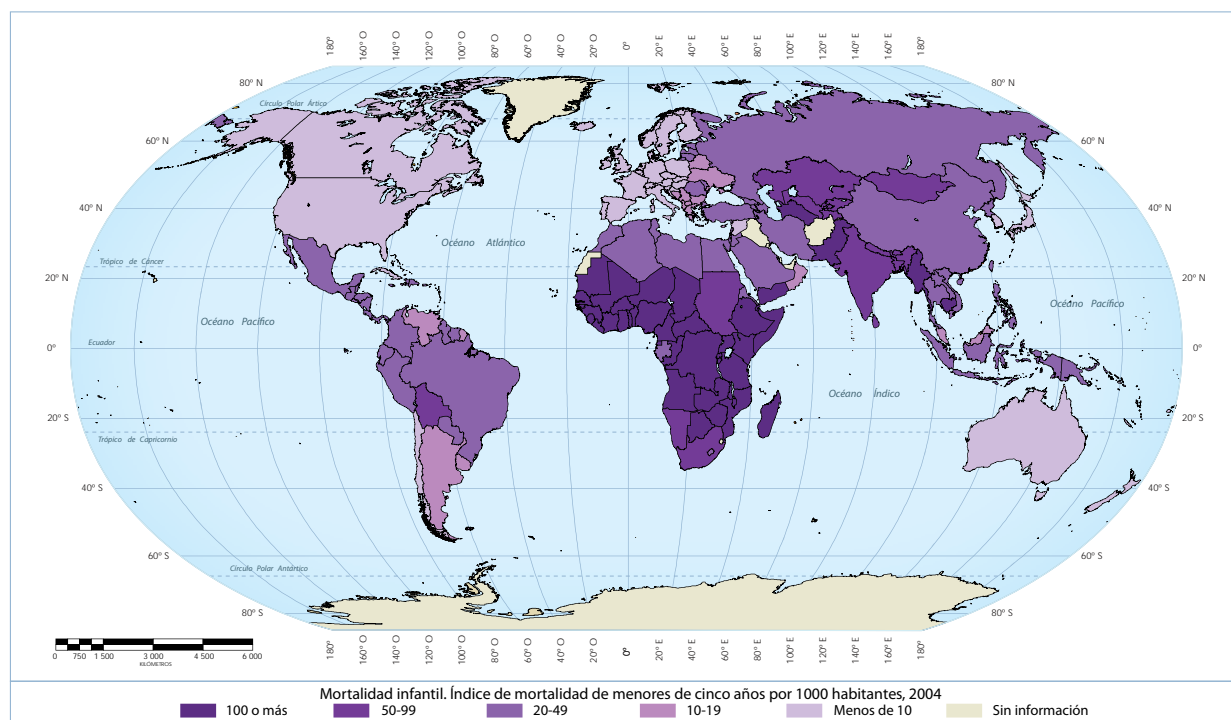 180° 160° O 140° O 120° O 100° O 80° O 60° O 40° O 20° O 0° 20° E 40° E 60° E 80° E 100° E 120° E 140° E 160° E 180°
80° N 80° N
Círculo Polar Ártico
60° N 60° N
40° N 40° N
Océano Atlántico
Trópico de Cáncer
20° N 20° N
Océano Pacífico
Océano Pacífico
Ecuador
0° 0°
Océano Índico
20° S 20° S
Trópico de Capricornio
40° S 40° S
60° S 60° S
Círculo Polar Antártico
80° S 80° S
180° 160° O 140° O 120° O 100° O 80° O 60° O 40° O 20° O 0° 20° E 40° E 60° E 80° E 100° E 120° E 140° E 160° E 180°
0 750 1 500 3 000 4 500 6 000
KILÓMETROS
Mortalidad infantil. Índice de mortalidad de menores de cinco años por 1000 habitantes, 2004
100 o más 50-99 20-49 10-19 Menos de 10 Sin información